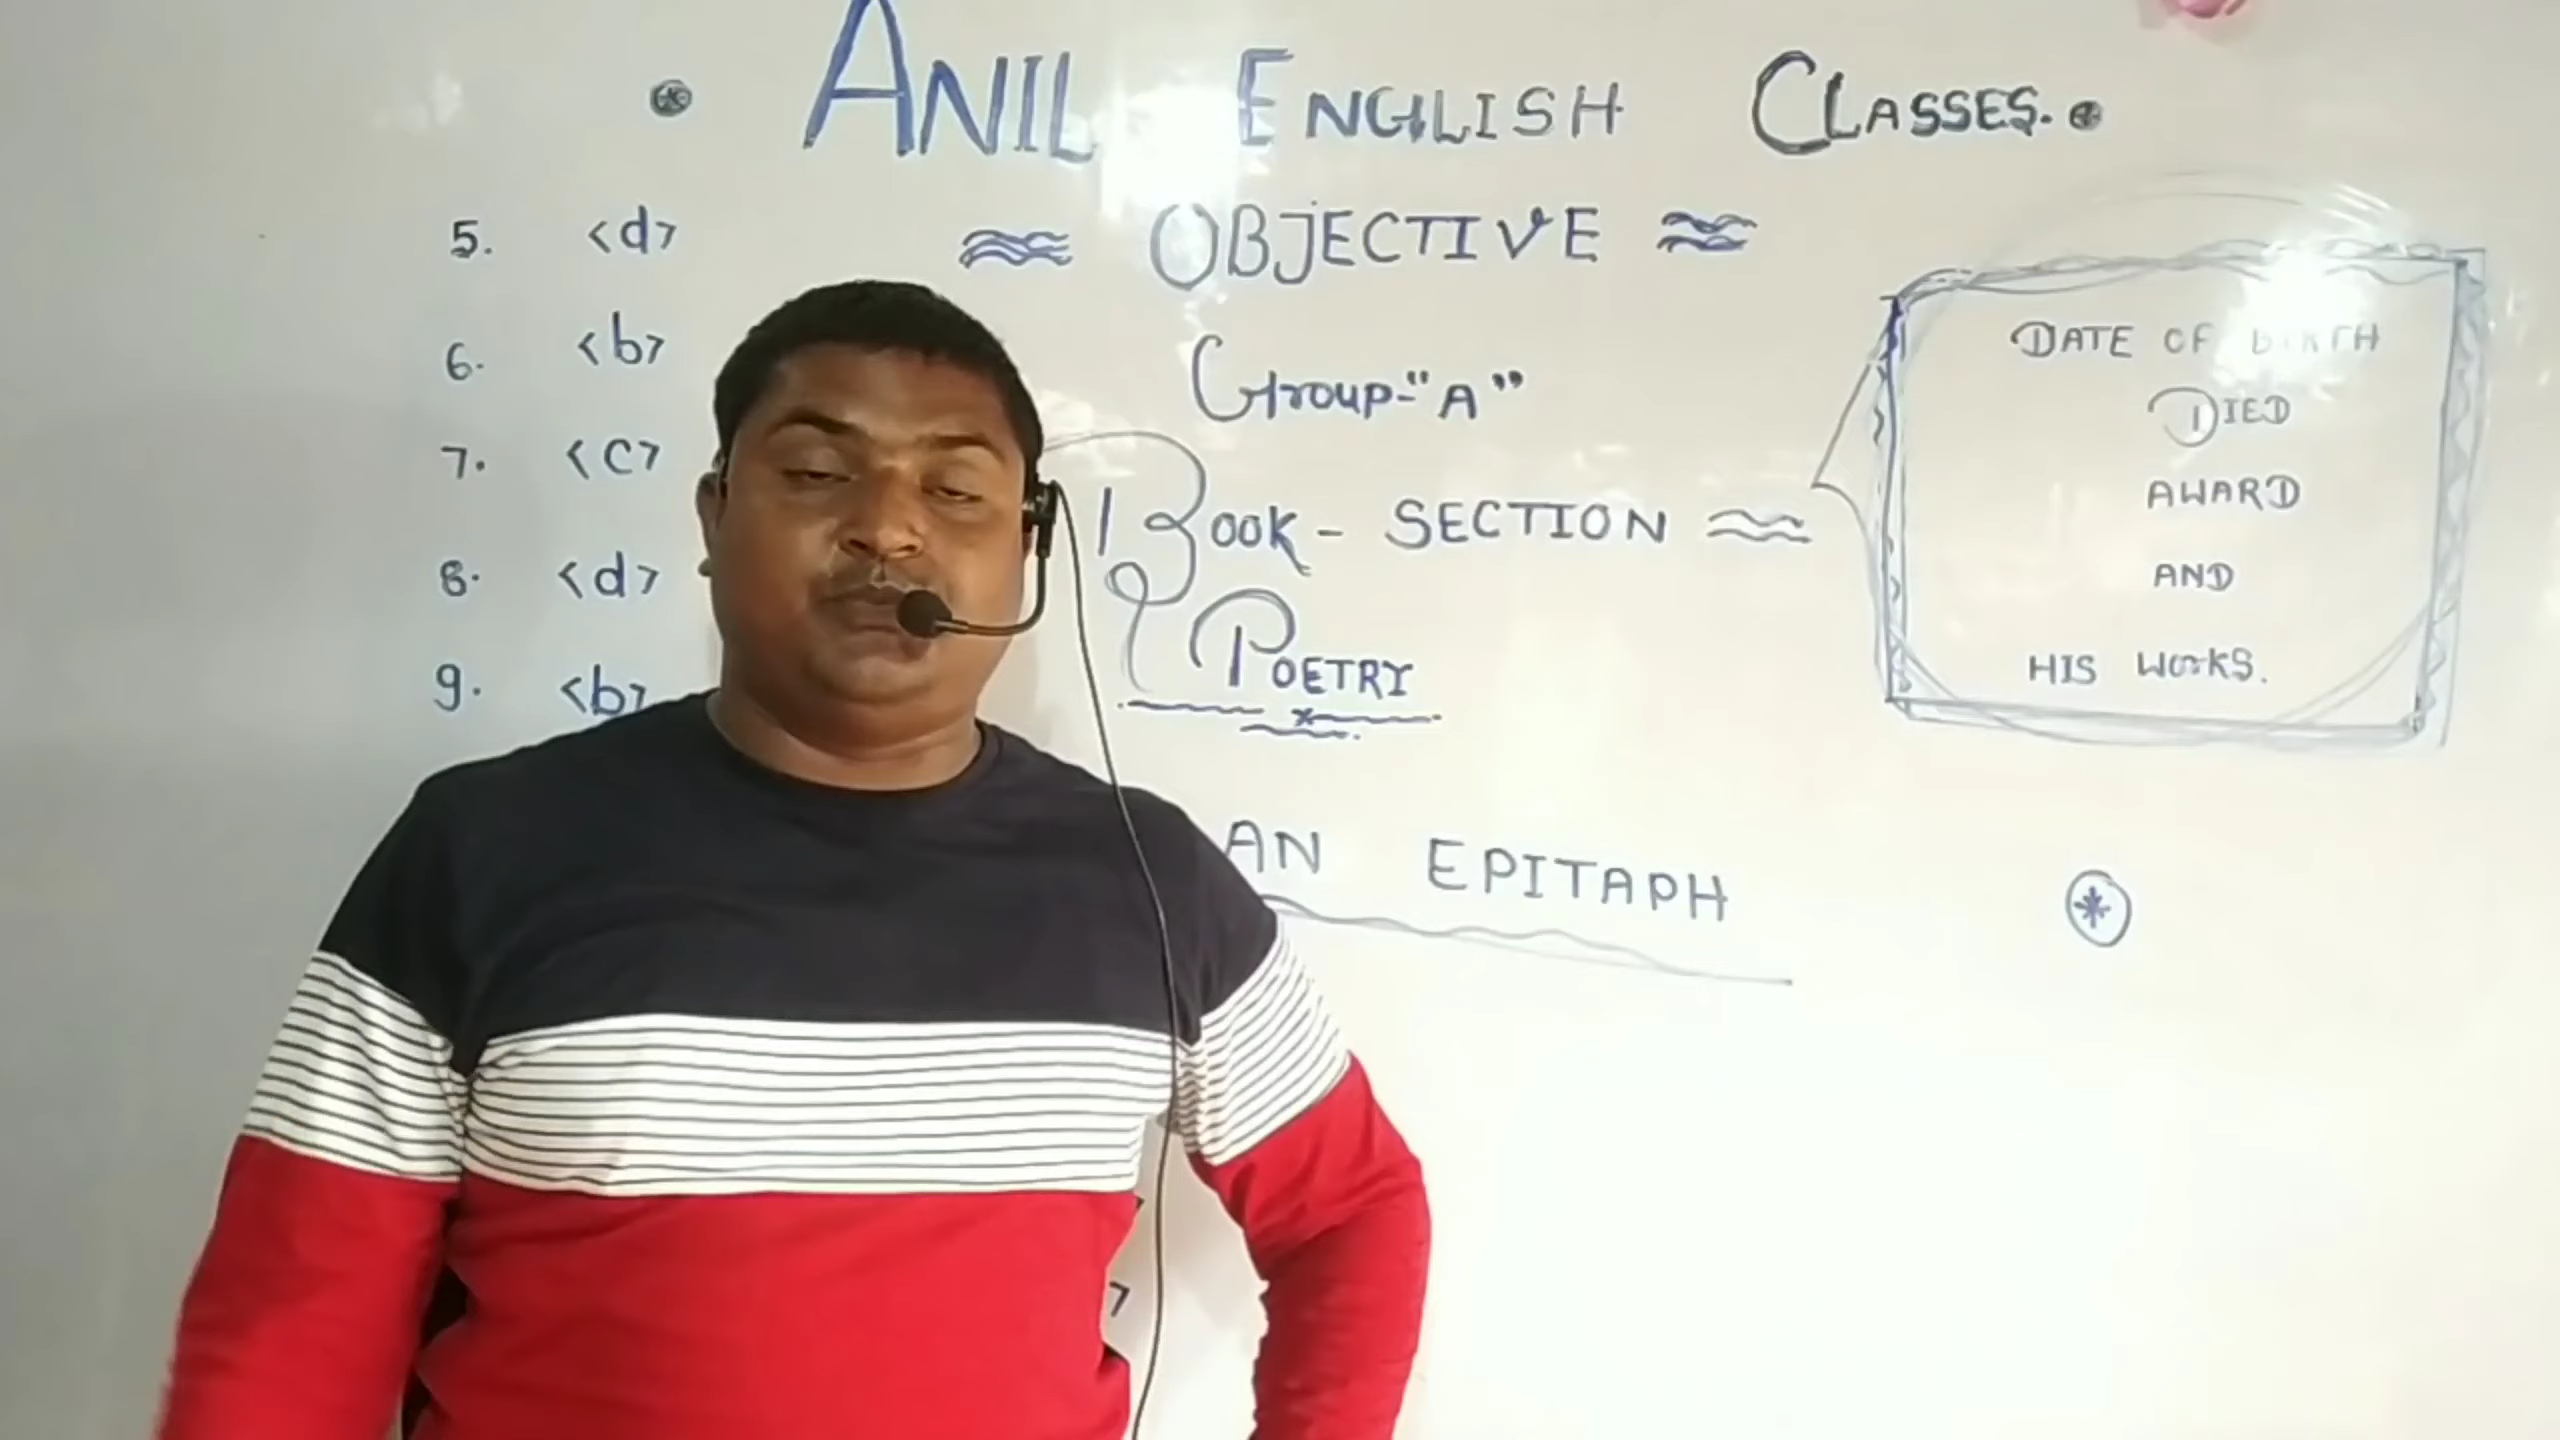 ANIL ENGLISH CLASSES.
OBJECTIVE
Group-"A"
BOOK - SECTION
POETRY
AN EPITAPH
5. <d>
6. <b>
7. <c>
8. <d>
9. <b>
DATE OF BIRTH
DIED
AWARD
AND
HIS WORKS.